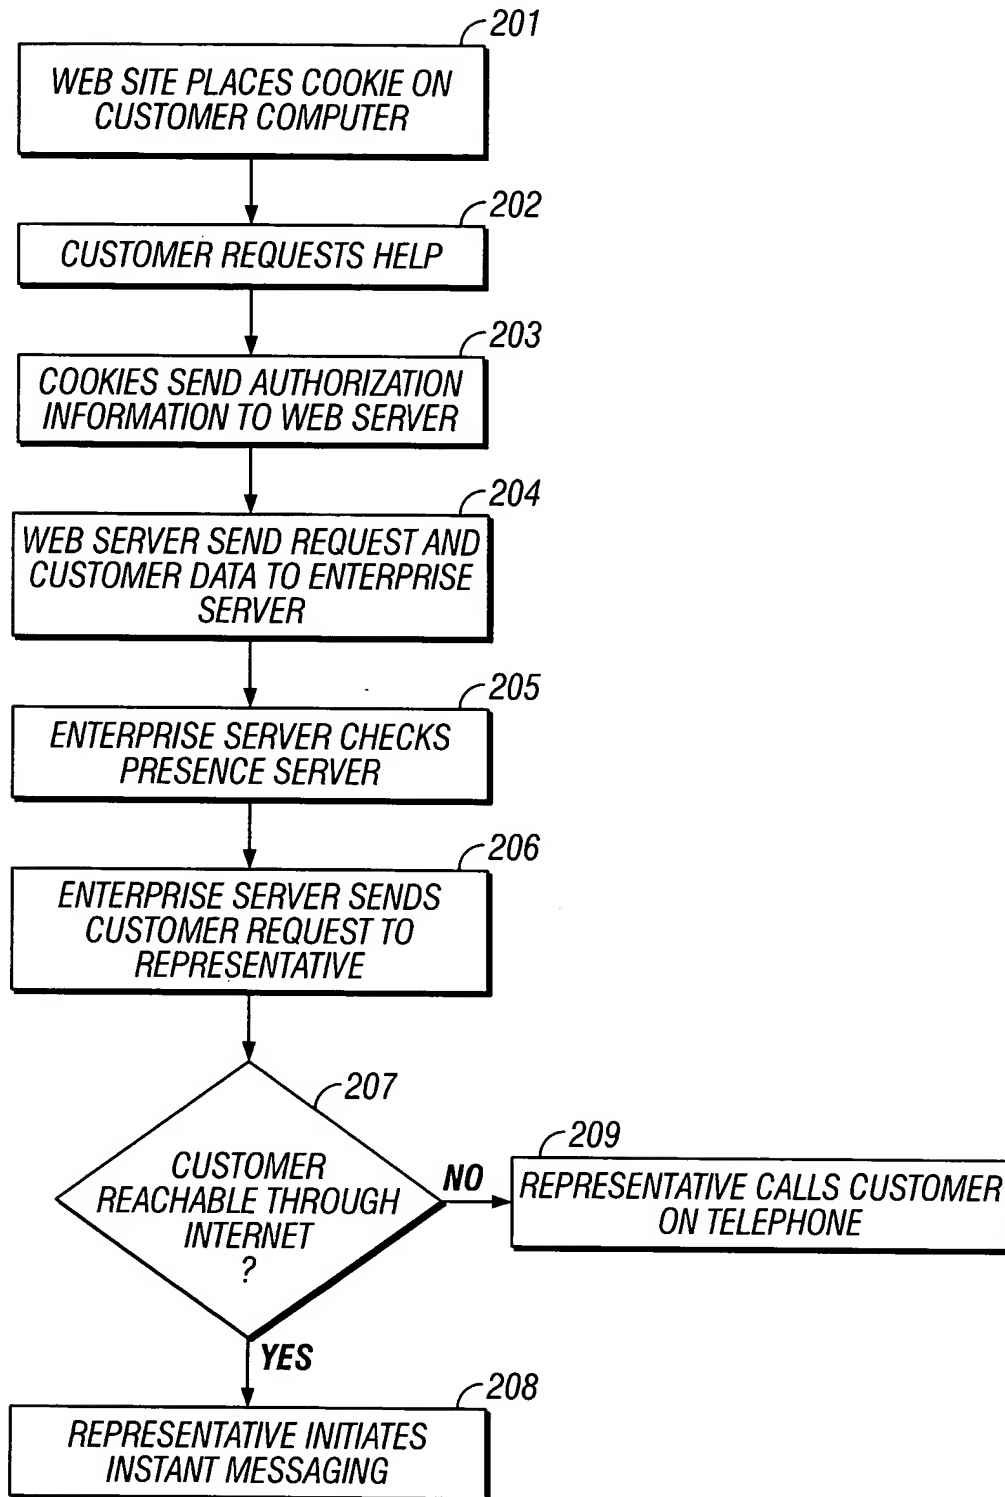 201
WEB SITE PLACES COOKIE ON
CUSTOMER COMPUTER
202
CUSTOMER REQUESTS HELP
203
COOKIES SEND AUTHORIZATION
INFORMATION TO WEB SERVER
204
WEB SERVER SEND REQUEST AND
CUSTOMER DATA TO ENTERPRISE
SERVER
205
ENTERPRISE SERVER CHECKS
PRESENCE SERVER
206
ENTERPRISE SERVER SENDS
CUSTOMER REQUEST TO
REPRESENTATIVE
207
CUSTOMER
REACHABLE THROUGH
INTERNET
?
NO
209
REPRESENTATIVE CALLS CUSTOMER
ON TELEPHONE
YES
208
REPRESENTATIVE INITIATES
INSTANT MESSAGING